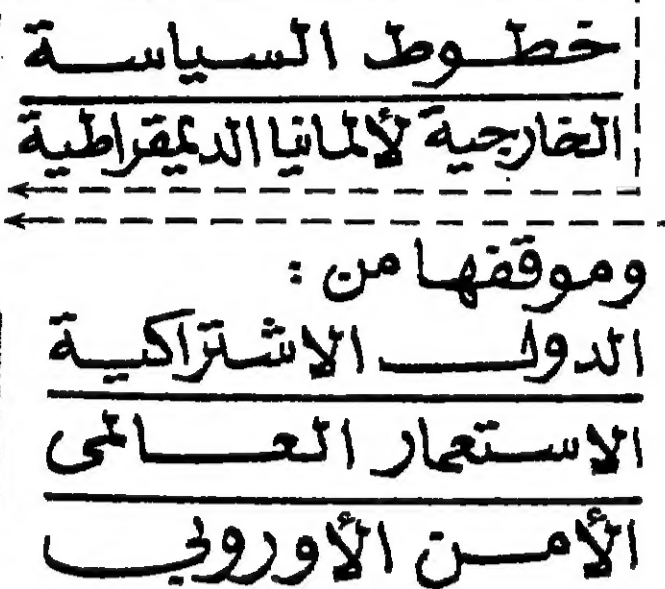 خطوط السياسة
الخارجية لألمانيا الديمقراطية
وموقفها من :
الدول الاشتراكية
الاستعمار العالمى
الأمن الأوروبي